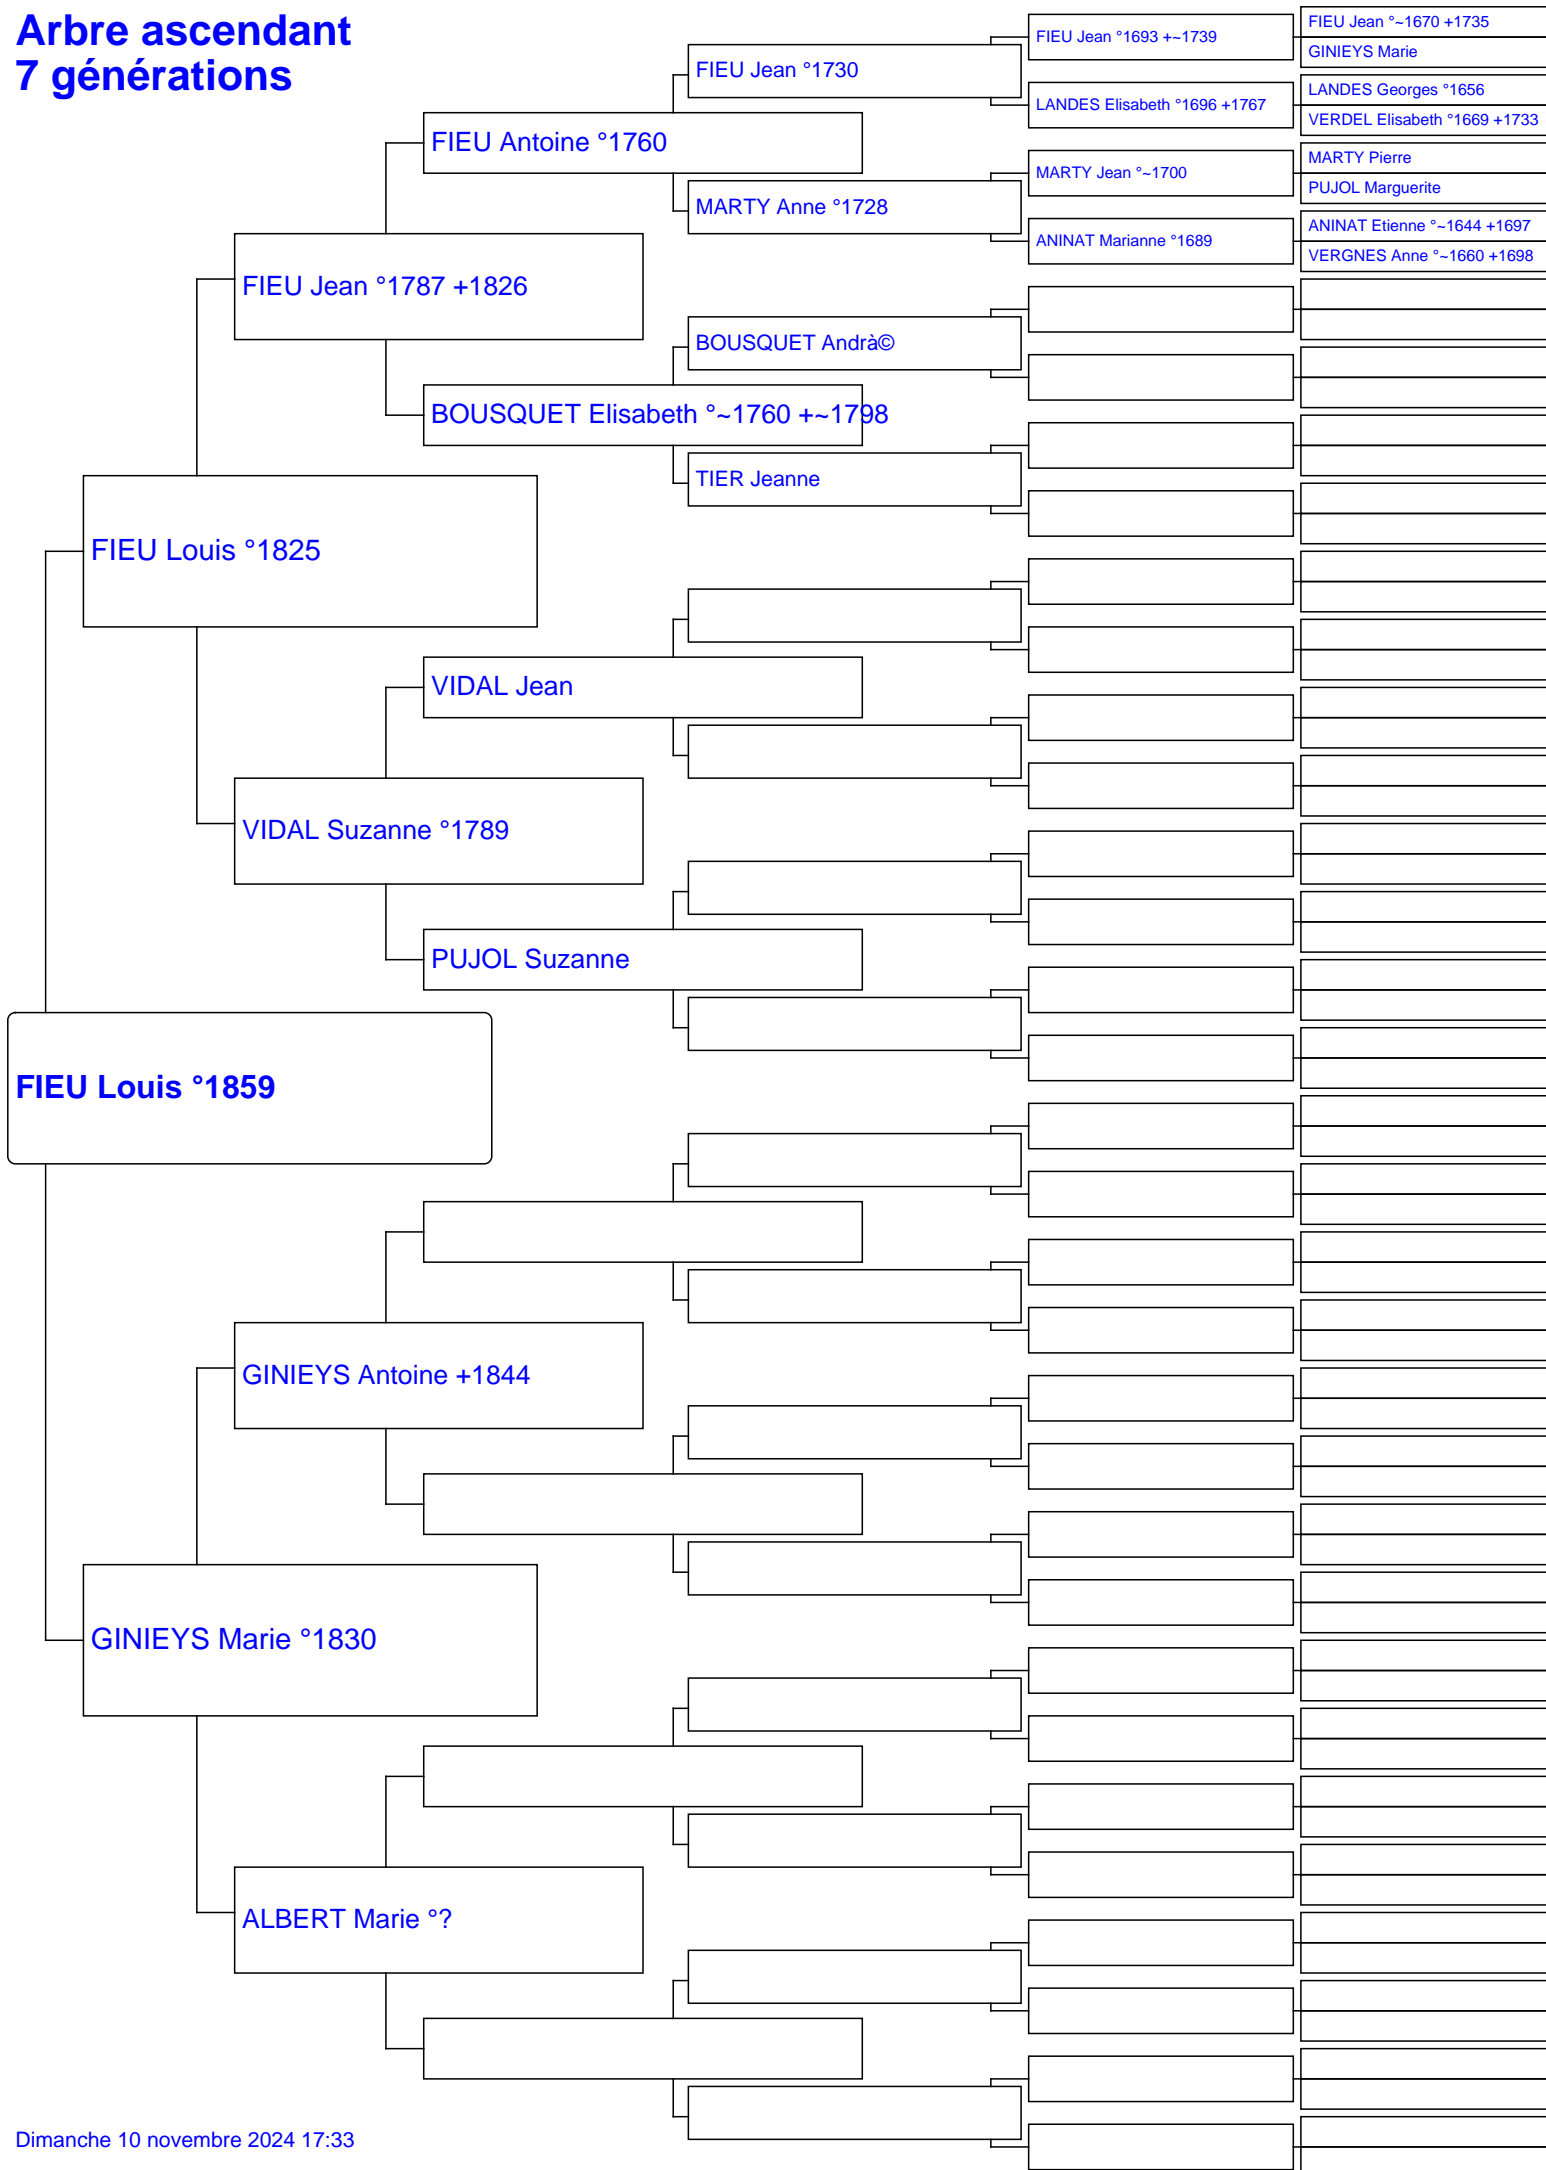 Arbre ascendant
7 générations
FIEU Louis °1859
FIEU Louis °1825
GINIEYS Marie °1830
FIEU Jean °1787 +1826
VIDAL Suzanne °1789
GINIEYS Antoine +1844
ALBERT Marie °?
FIEU Antoine °1760
BOUSQUET Elisabeth °~1760 +~1798
VIDAL Jean
PUJOL Suzanne
FIEU Jean °1730
MARTY Anne °1728
BOUSQUET Andrà©
TIER Jeanne
FIEU Jean °1693 +~1739
LANDES Elisabeth °1696 +1767
MARTY Jean °~1700
ANINAT Marianne °1689
FIEU Jean °~1670 +1735
GINIEYS Marie
LANDES Georges °1656
VERDEL Elisabeth °1669 +1733
MARTY Pierre
PUJOL Marguerite
ANINAT Etienne °~1644 +1697
VERGNES Anne °~1660 +1698
Dimanche 10 novembre 2024 17:33